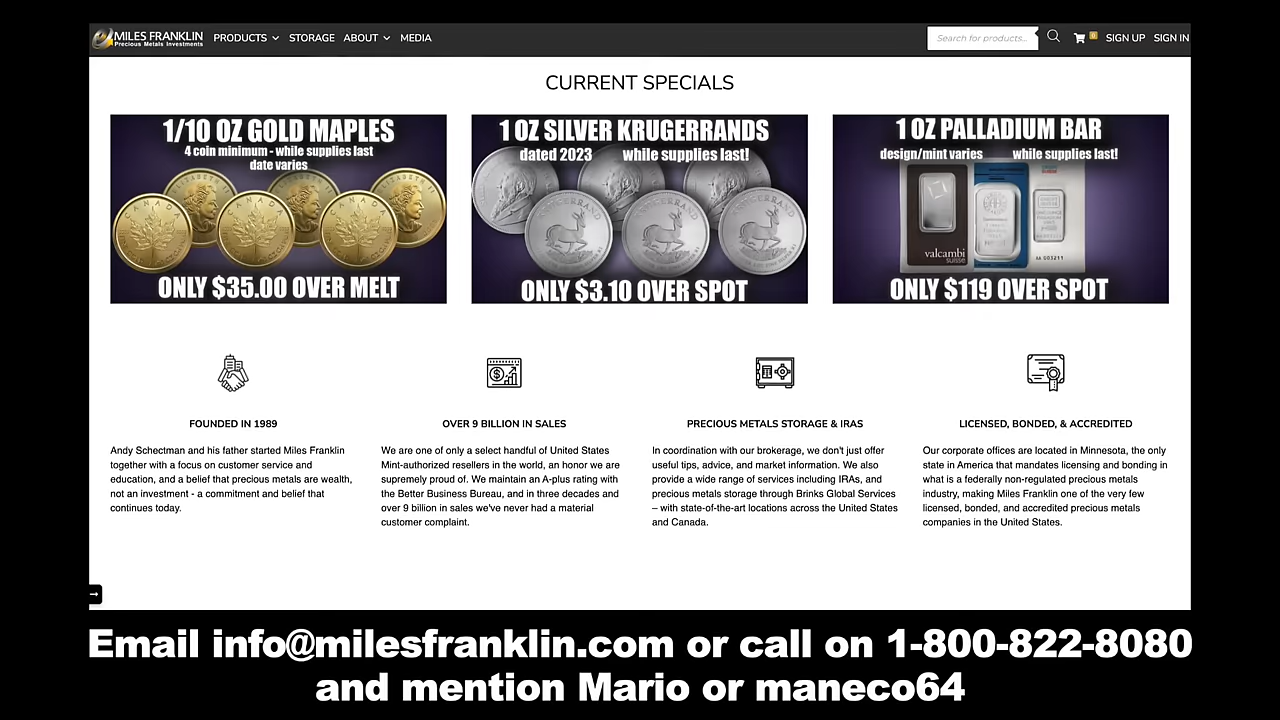 MILES FRANKLIN
Precious Metals Investments
PRODUCTS STORAGE ABOUT MEDIA
Search for products...
0
SIGN UP SIGN IN
CURRENT SPECIALS
1/10 OZ GOLD MAPLES
4 coin minimum - while supplies last
date varies
ONLY $35.00 OVER MELT
1 OZ SILVER KRUGERRANDS
dated 2023 while supplies last!
ONLY $3.10 OVER SPOT
1 OZ PALLADIUM BAR
design/mint varies while supplies last!
valcambi
suisse
AA 003211
ONLY $119 OVER SPOT
FOUNDED IN 1989
Andy Schectman and his father started Miles Franklin
together with a focus on customer service and
education, and a belief that precious metals are wealth,
not an investment - a commitment and belief that
continues today.
OVER 9 BILLION IN SALES
We are one of only a select handful of United States
Mint-authorized resellers in the world, an honor we are
supremely proud of. We maintain an A-plus rating with
the Better Business Bureau, and in three decades and
over 9 billion in sales we've never had a material
customer complaint.
PRECIOUS METALS STORAGE & IRAS
In coordination with our brokerage, we don't just offer
useful tips, advice, and market information. We also
provide a wide range of services including IRAs, and
precious metals storage through Brinks Global Services
– with state-of-the-art locations across the United States
and Canada.
LICENSED, BONDED, & ACCREDITED
Our corporate offices are located in Minnesota, the only
state in America that mandates licensing and bonding in
what is a federally non-regulated precious metals
industry, making Miles Franklin one of the very few
licensed, bonded, and accredited precious metals
companies in the United States.
Email info@milesfranklin.com or call on 1-800-822-8080
and mention Mario or maneco64